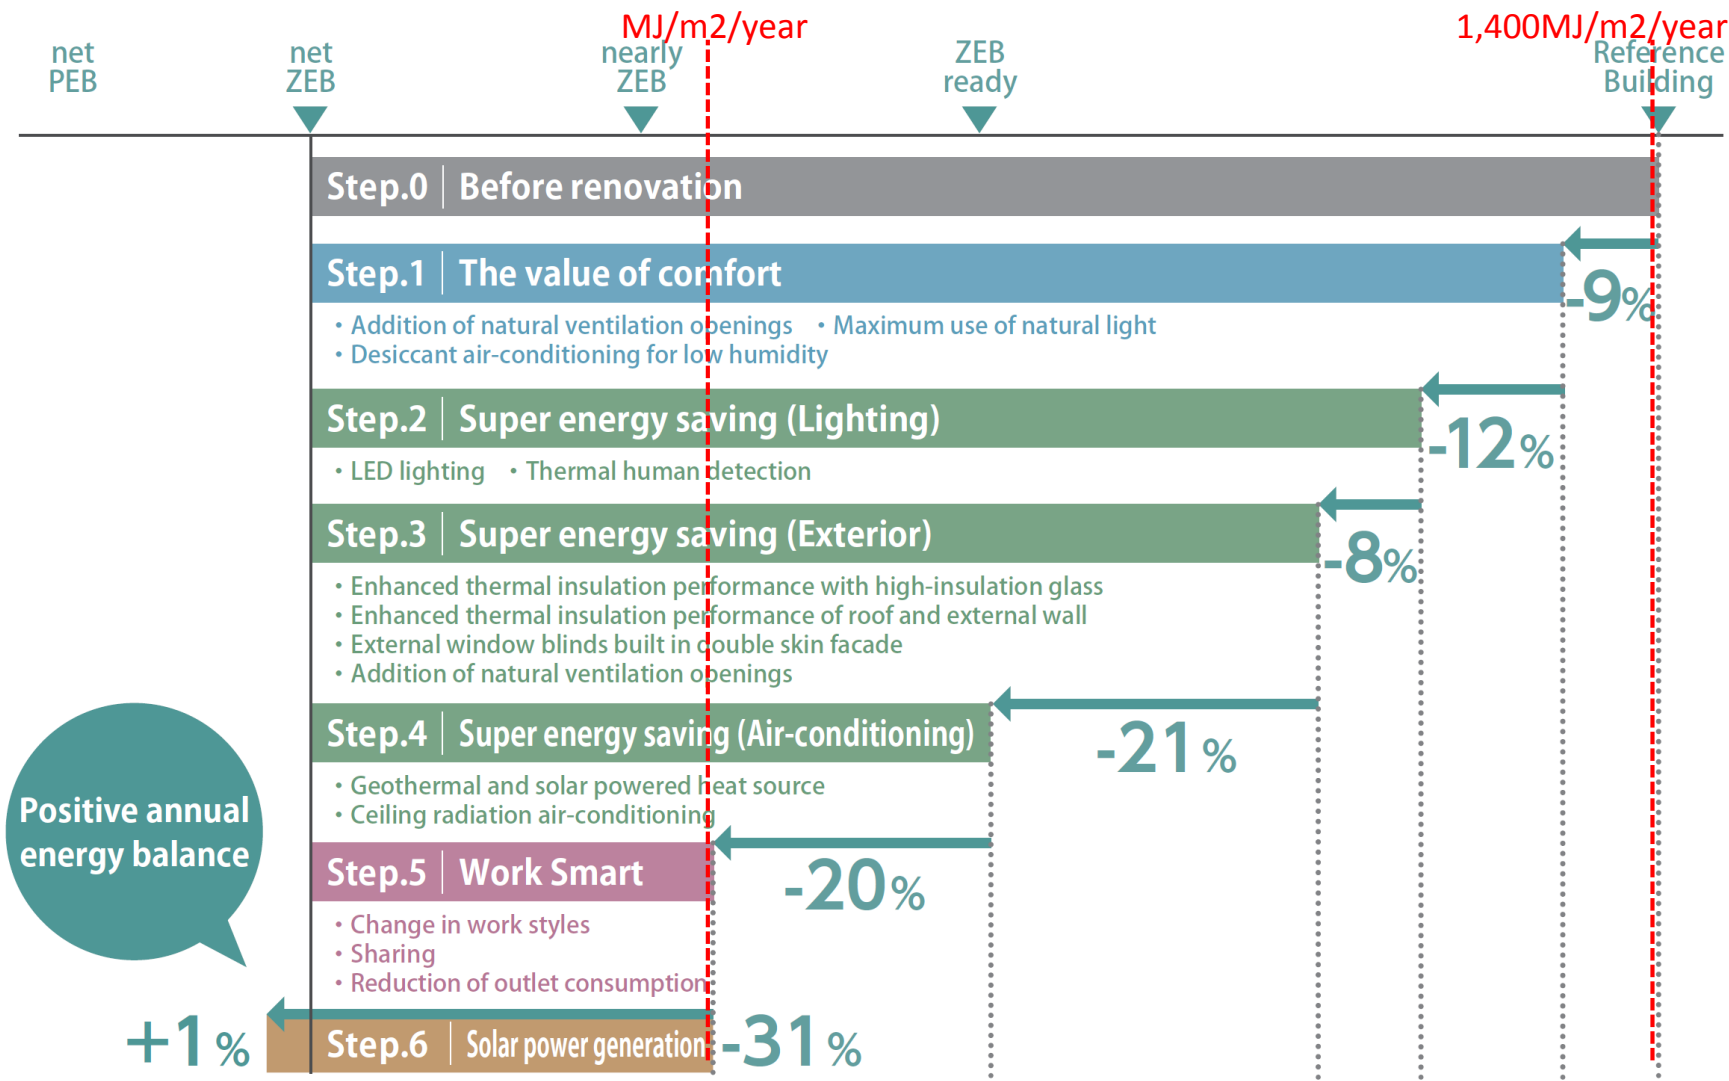 MJ/m2/year
1,400MJ/m2/year
net
PEB
net
ZEB
nearly
ZEB
ZEB
ready
Reference
Building
Step.0 Before renovation
Step.1 The value of comfort
-9%
・Addition of natural ventilation openings ・Maximum use of natural light
・Desiccant air-conditioning for low humidity
Step.2 Super energy saving (Lighting)
-12%
・LED lighting ・Thermal human detection
Step.3 Super energy saving (Exterior)
-8%
・Enhanced thermal insulation performance with high-insulation glass
・Enhanced thermal insulation performance of roof and external wall
・External window blinds built in double skin facade
・Addition of natural ventilation openings
Step.4 Super energy saving (Air-conditioning)
-21%
・Geothermal and solar powered heat source
・Ceiling radiation air-conditioning
Positive annual
energy balance
Step.5 Work Smart
-20%
・Change in work styles
・Sharing
・Reduction of outlet consumption
+1%
Step.6 Solar power generation
-31%